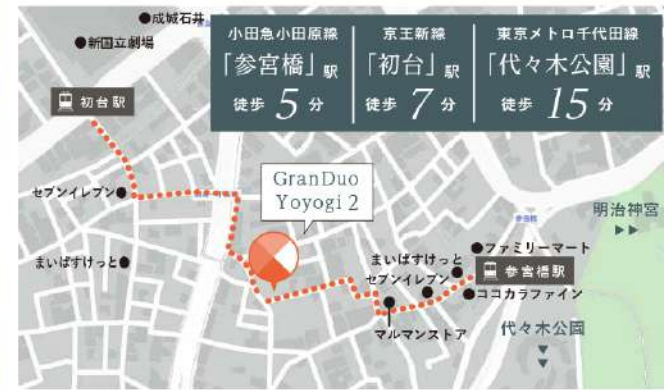 ●成城石井
●新国立劇場
小田急小田原線
「参宮橋」駅
徒歩 5 分
京王新線
「初台」駅
徒歩 7 分
東京メトロ千代田線
「代々木公園」駅
徒歩 15 分
初台駅
セブンイレブン●
GranDuo
Yoyogi 2
明治神宮
▶▶
まいばすけっと●
●ファミリーマート
まいばすけっと
セブンイレブン
参宮橋駅
●ココカラファイン
マルマンストア
代々木公園